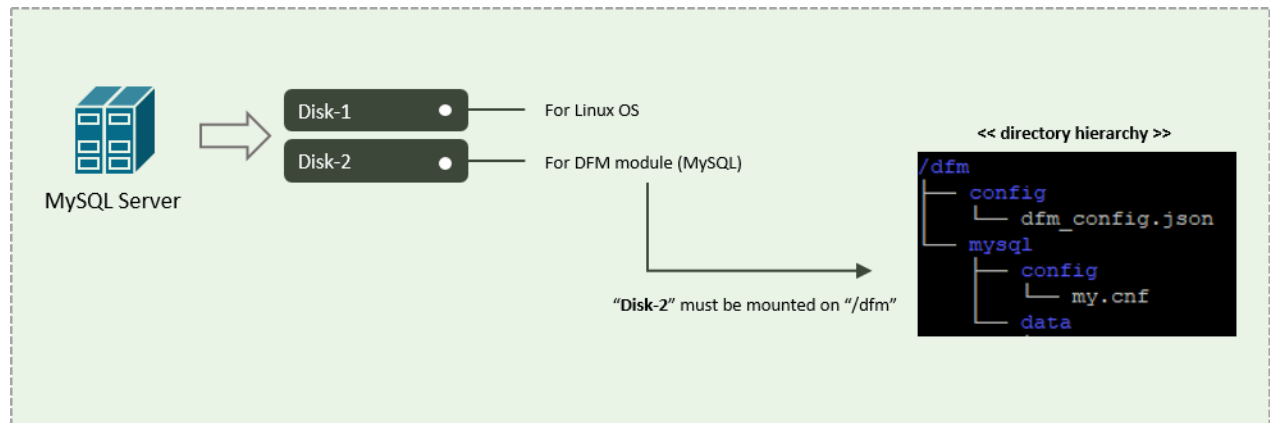 Disk-1
For Linux OS
Disk-2
For DFM module (MySQL)
MySQL Server
"Disk-2" must be mounted on "/dfm"
<< directory hierarchy >>
/dfm
config
dfm_config.json
mysql
config
my.cnf
data